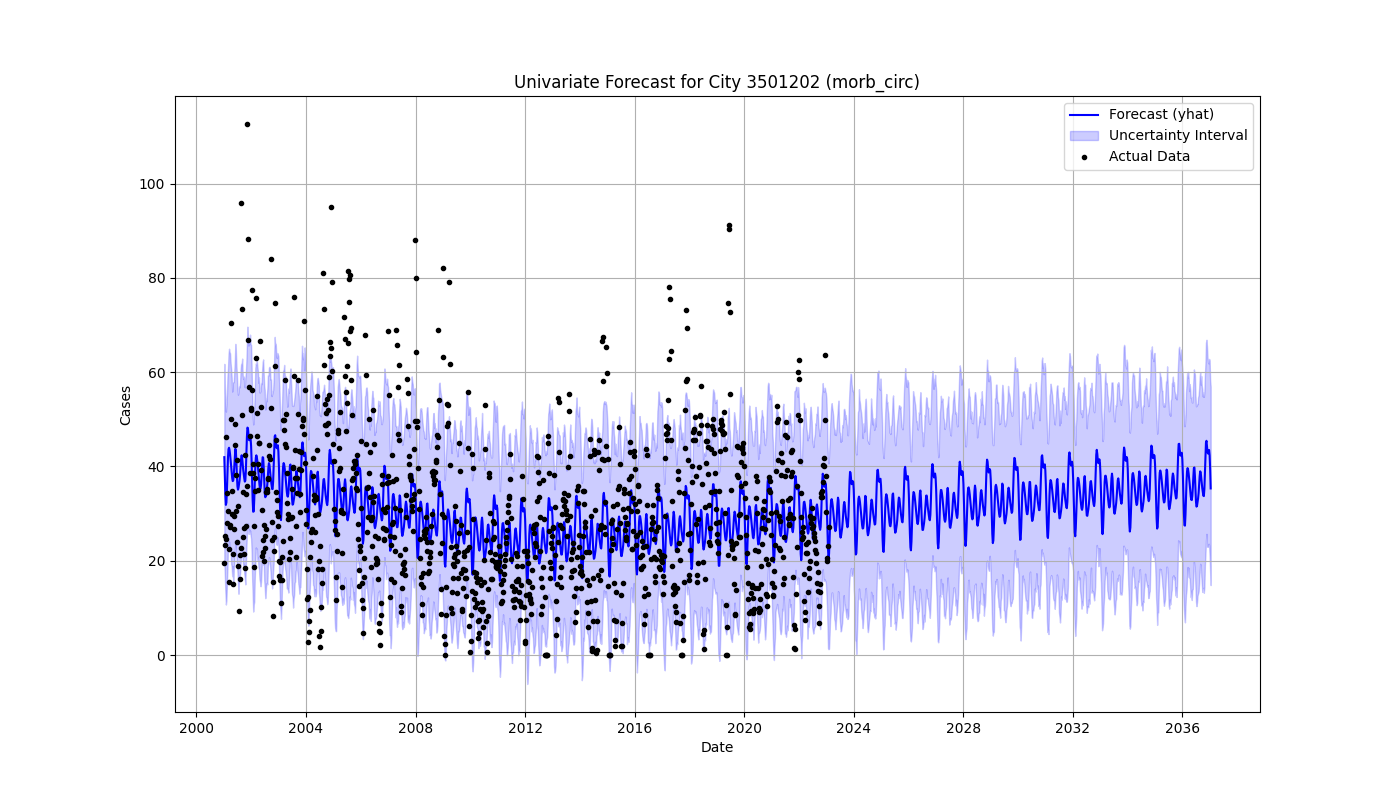 Univariate Forecast for City 3501202 (morb_circ)
Forecast (yhat)
Uncertainty Interval
Actual Data
Cases
100
80
60
40
20
0
2000 2004 2008 2012 2016 2020 2024 2028 2032 2036
Date